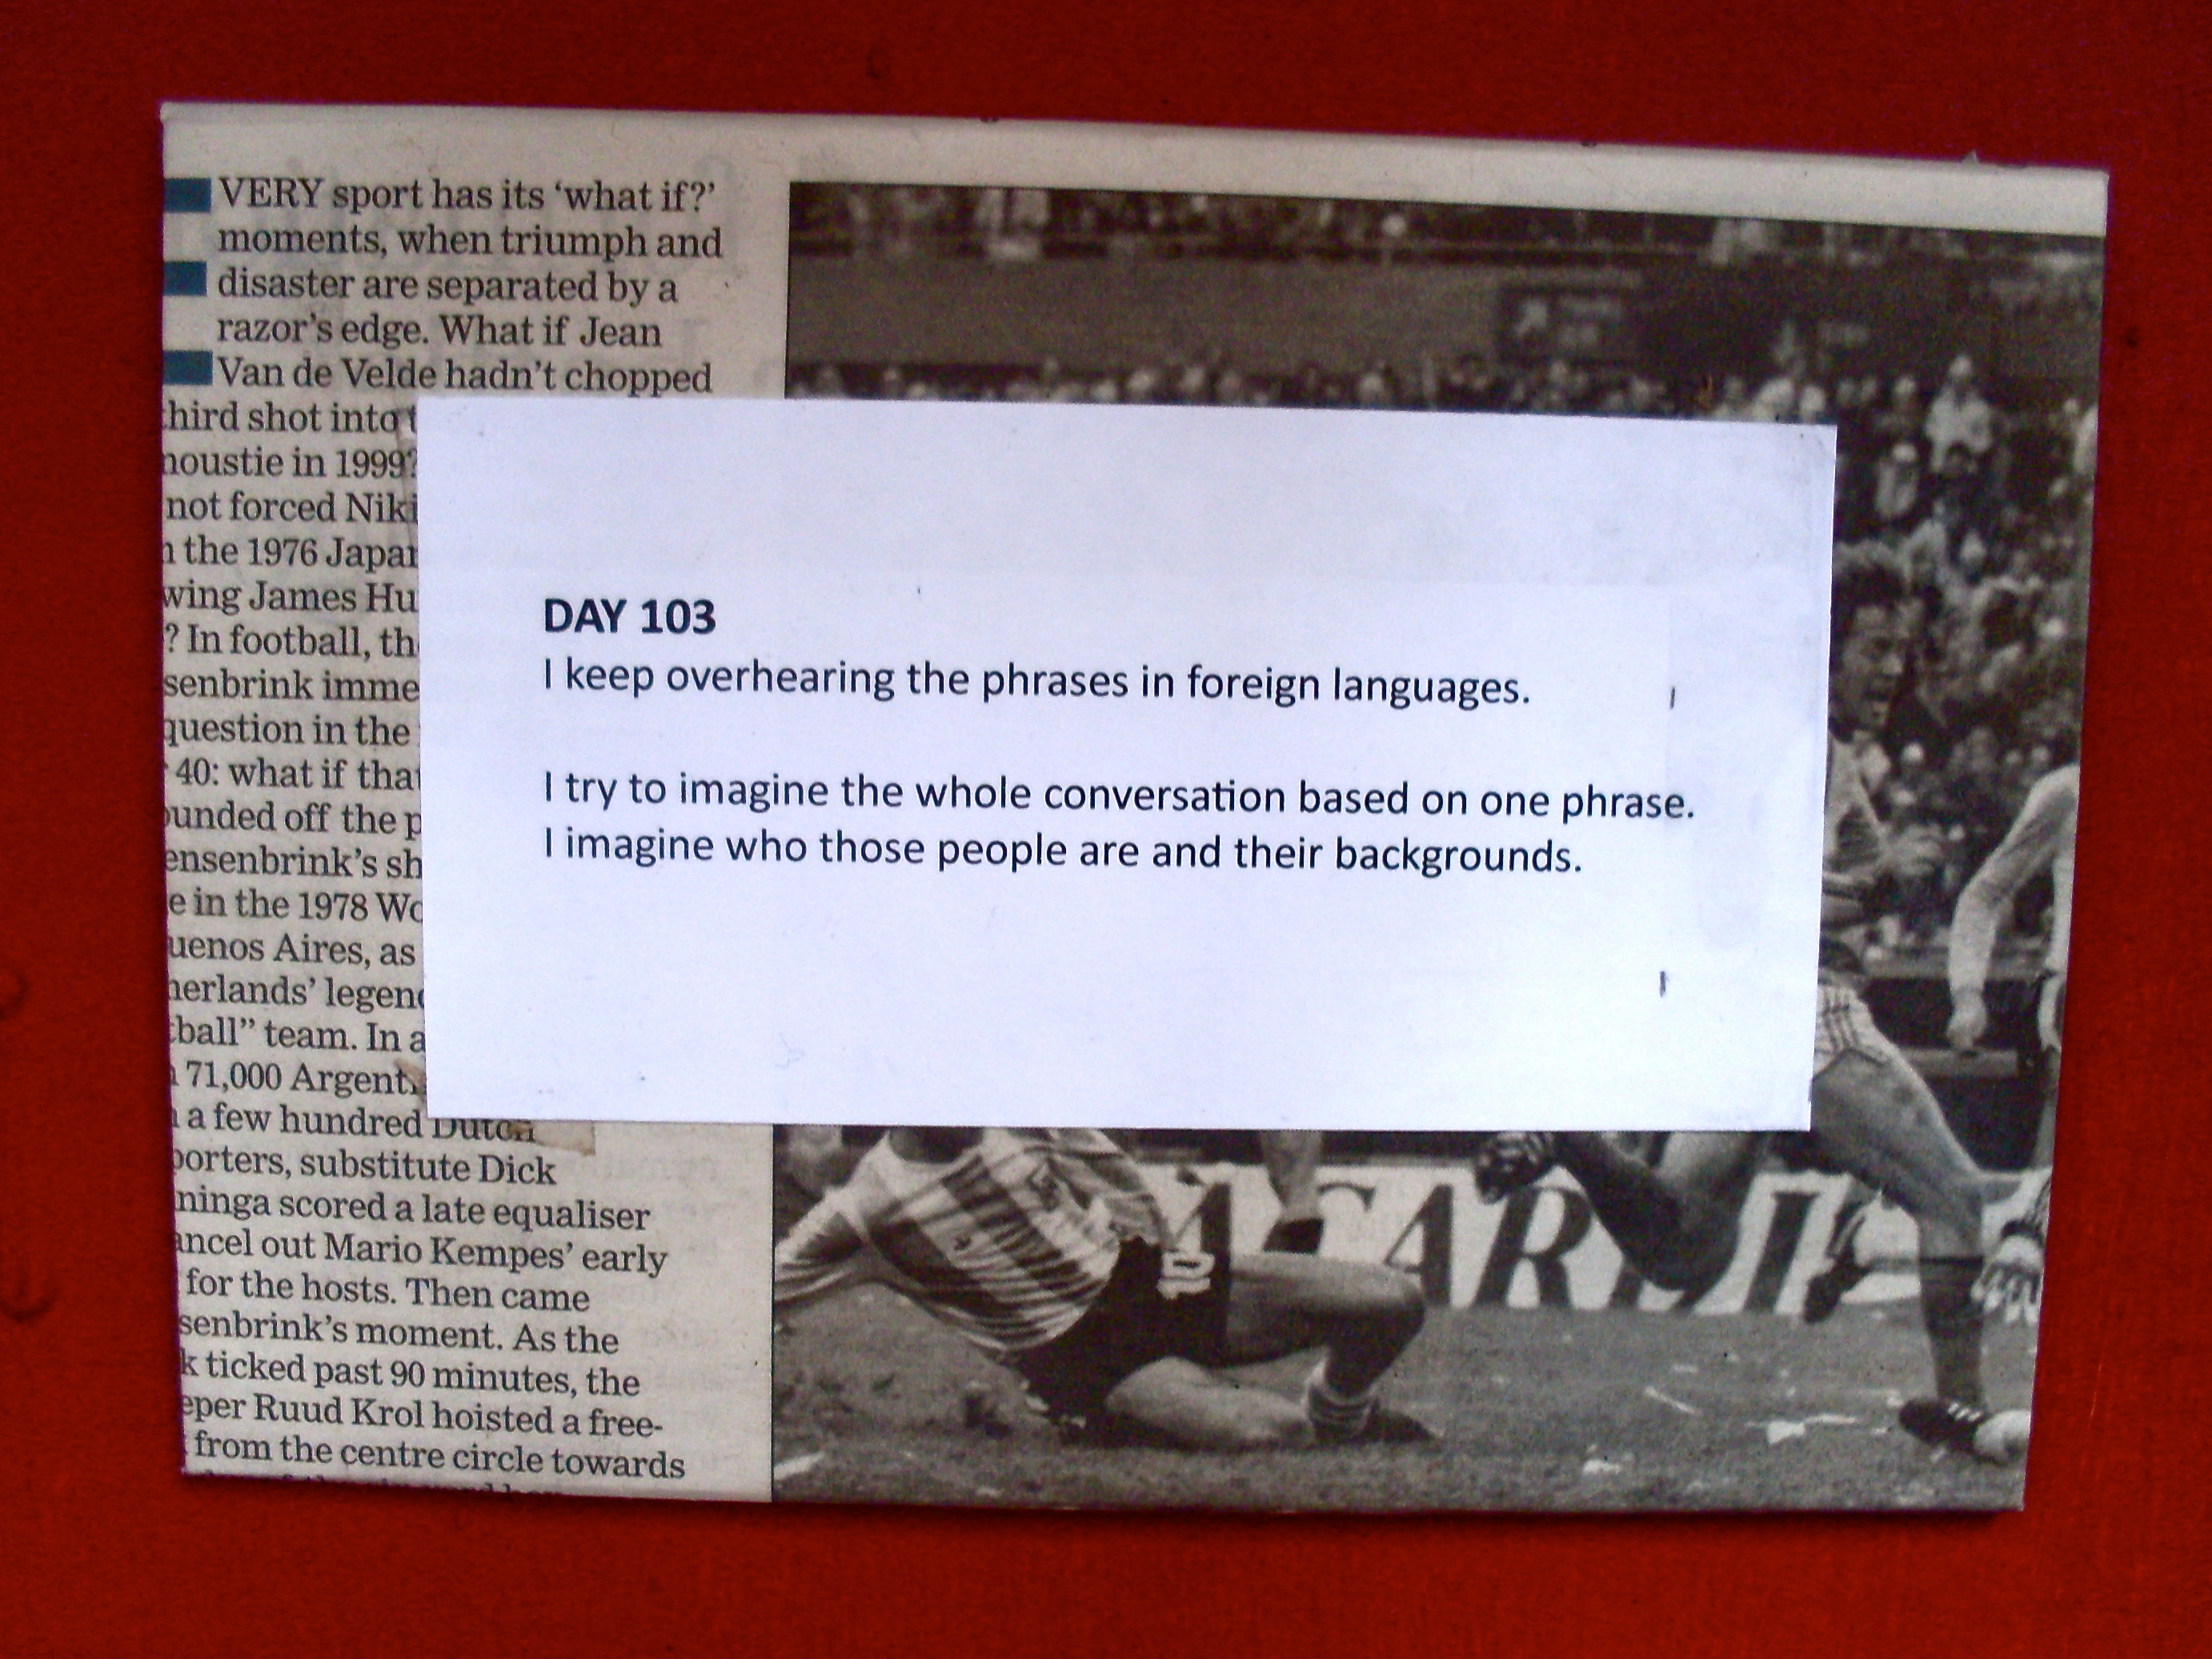 VERY sport has its ‘what if?’
moments, when triumph and
disaster are separated by a
razor’s edge. What if Jean
Van de Velde hadn’t chopped
hird shot into t
noustie in 1999?
not forced Niki
the 1976 Japan
wing James Hu
? In football, th
senbrink imme
question in the
40: what if that
unded off the p
ensenbrink’s sh
e in the 1978 Wo
uenos Aires, as
herlands’ legend
ball” team. In a
71,000 Argent
a few hundred Dutch
porters, substitute Dick
ninga scored a late equaliser
ancel out Mario Kempes’ early
for the hosts. Then came
senbrink’s moment. As the
k ticked past 90 minutes, the
eper Ruud Krol hoisted a free-
from the centre circle towards
DAY 103
I keep overhearing the phrases in foreign languages.
I try to imagine the whole conversation based on one phrase.
I imagine who those people are and their backgrounds.
10